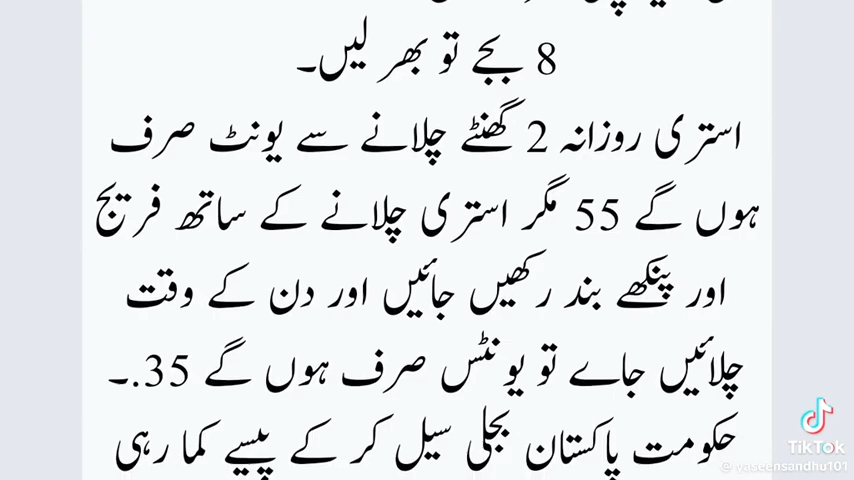 8 بجے تو بھر لیں۔
استری روزانہ 2 گھنٹے چلانے سے یونٹ صرف
ہوں گے 55 مگر استری چلانے کے ساتھ فریج
اور پنکھے بند رکھیں جائیں اور دن کے وقت
چلائیں جاے تو یونٹس صرف ہوں گے 35.۔
حکومت پاکستان بجلی سیل کر کے پیسے کما رہی
TikTok
@vaseensandhu101